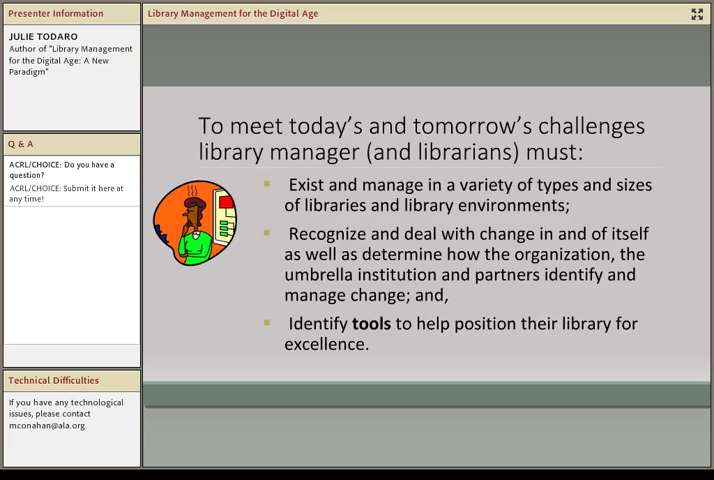 Presenter Information
JULIE TODARO
Author of "Library Management
for the Digital Age: A New
Paradigm"
Q & A
ACRL/CHOICE: Do you have a
question?
ACRL/CHOICE: Submit it here at
any time!
Technical Difficulties
If you have any technological
issues, please contact
mconahan@ala.org.
Library Management for the Digital Age
To meet today's and tomorrow's challenges
library manager (and librarians) must:
Exist and manage in a variety of types and sizes
of libraries and library environments;
Recognize and deal with change in and of itself
as well as determine how the organization, the
umbrella institution and partners identify and
manage change; and,
Identify tools to help position their library for
excellence.